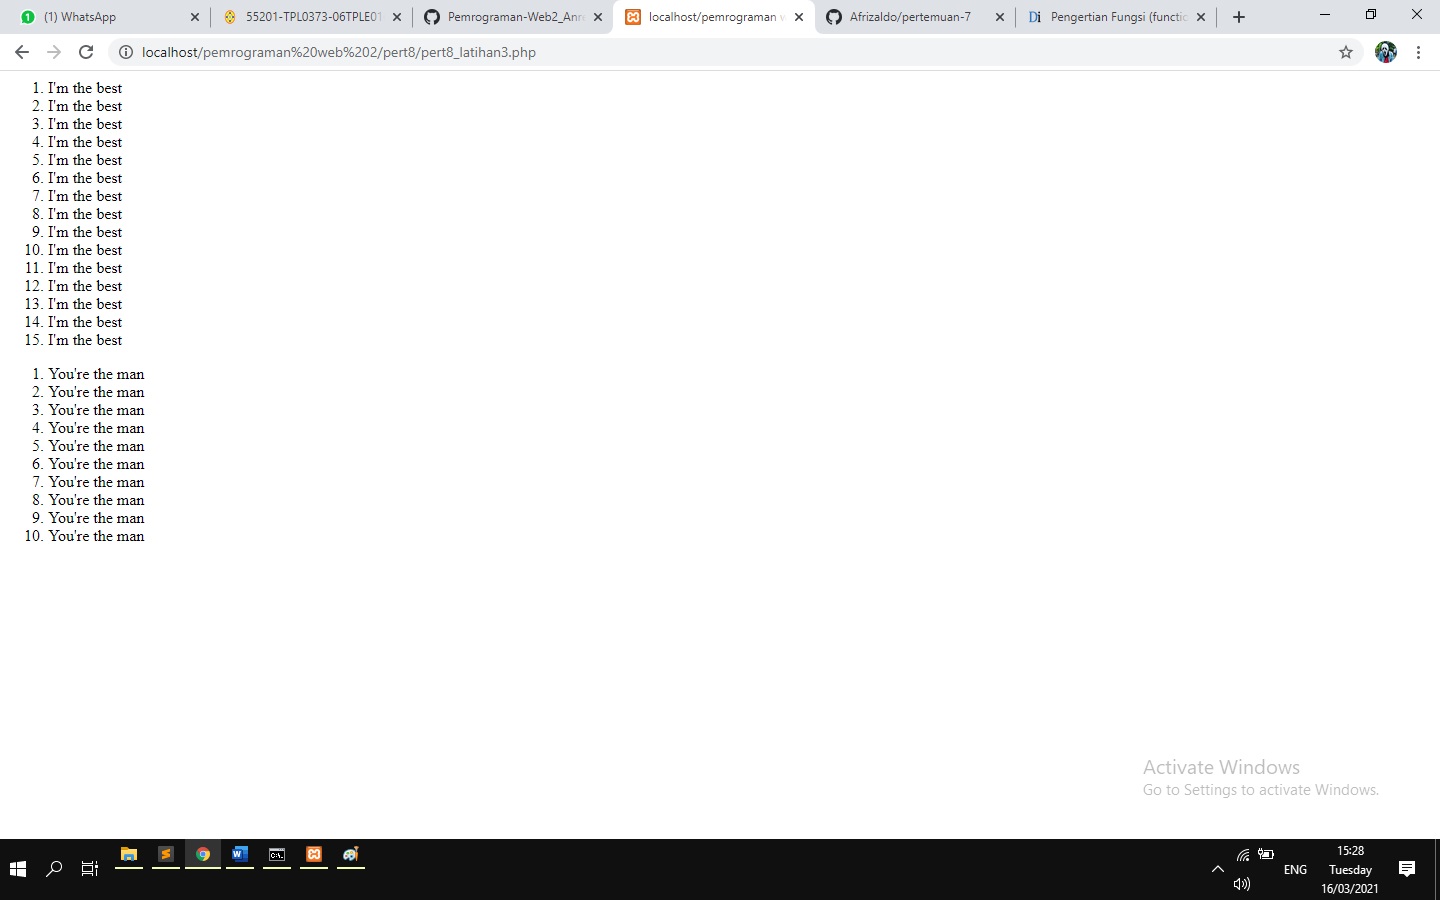 (1) WhatsApp
55201-TPL0373-06TPLE01
Pemrograman-Web2_Anr
localhost/pemrograman w
Afrizaldo/pertemuan-7
Di Pengertian Fungsi (functio
localhost/pemrograman%20web%202/pert8/pert8_latihan3.php
1. I'm the best
2. I'm the best
3. I'm the best
4. I'm the best
5. I'm the best
6. I'm the best
7. I'm the best
8. I'm the best
9. I'm the best
10. I'm the best
11. I'm the best
12. I'm the best
13. I'm the best
14. I'm the best
15. I'm the best
1. You're the man
2. You're the man
3. You're the man
4. You're the man
5. You're the man
6. You're the man
7. You're the man
8. You're the man
9. You're the man
10. You're the man
Activate Windows
Go to Settings to activate Windows.
ENG
15:28
Tuesday
16/03/2021